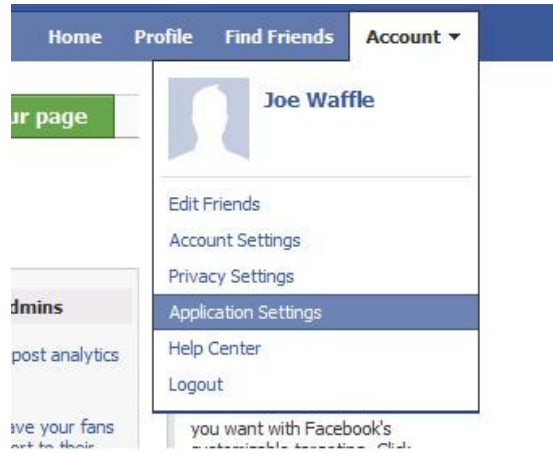 Home Profile Find Friends Account
Joe Waffle
ur page
Edit Friends
Account Settings
Privacy Settings
Application Settings
Help Center
Logout
dmins
post analytics
ave your fans
you want with Facebook's